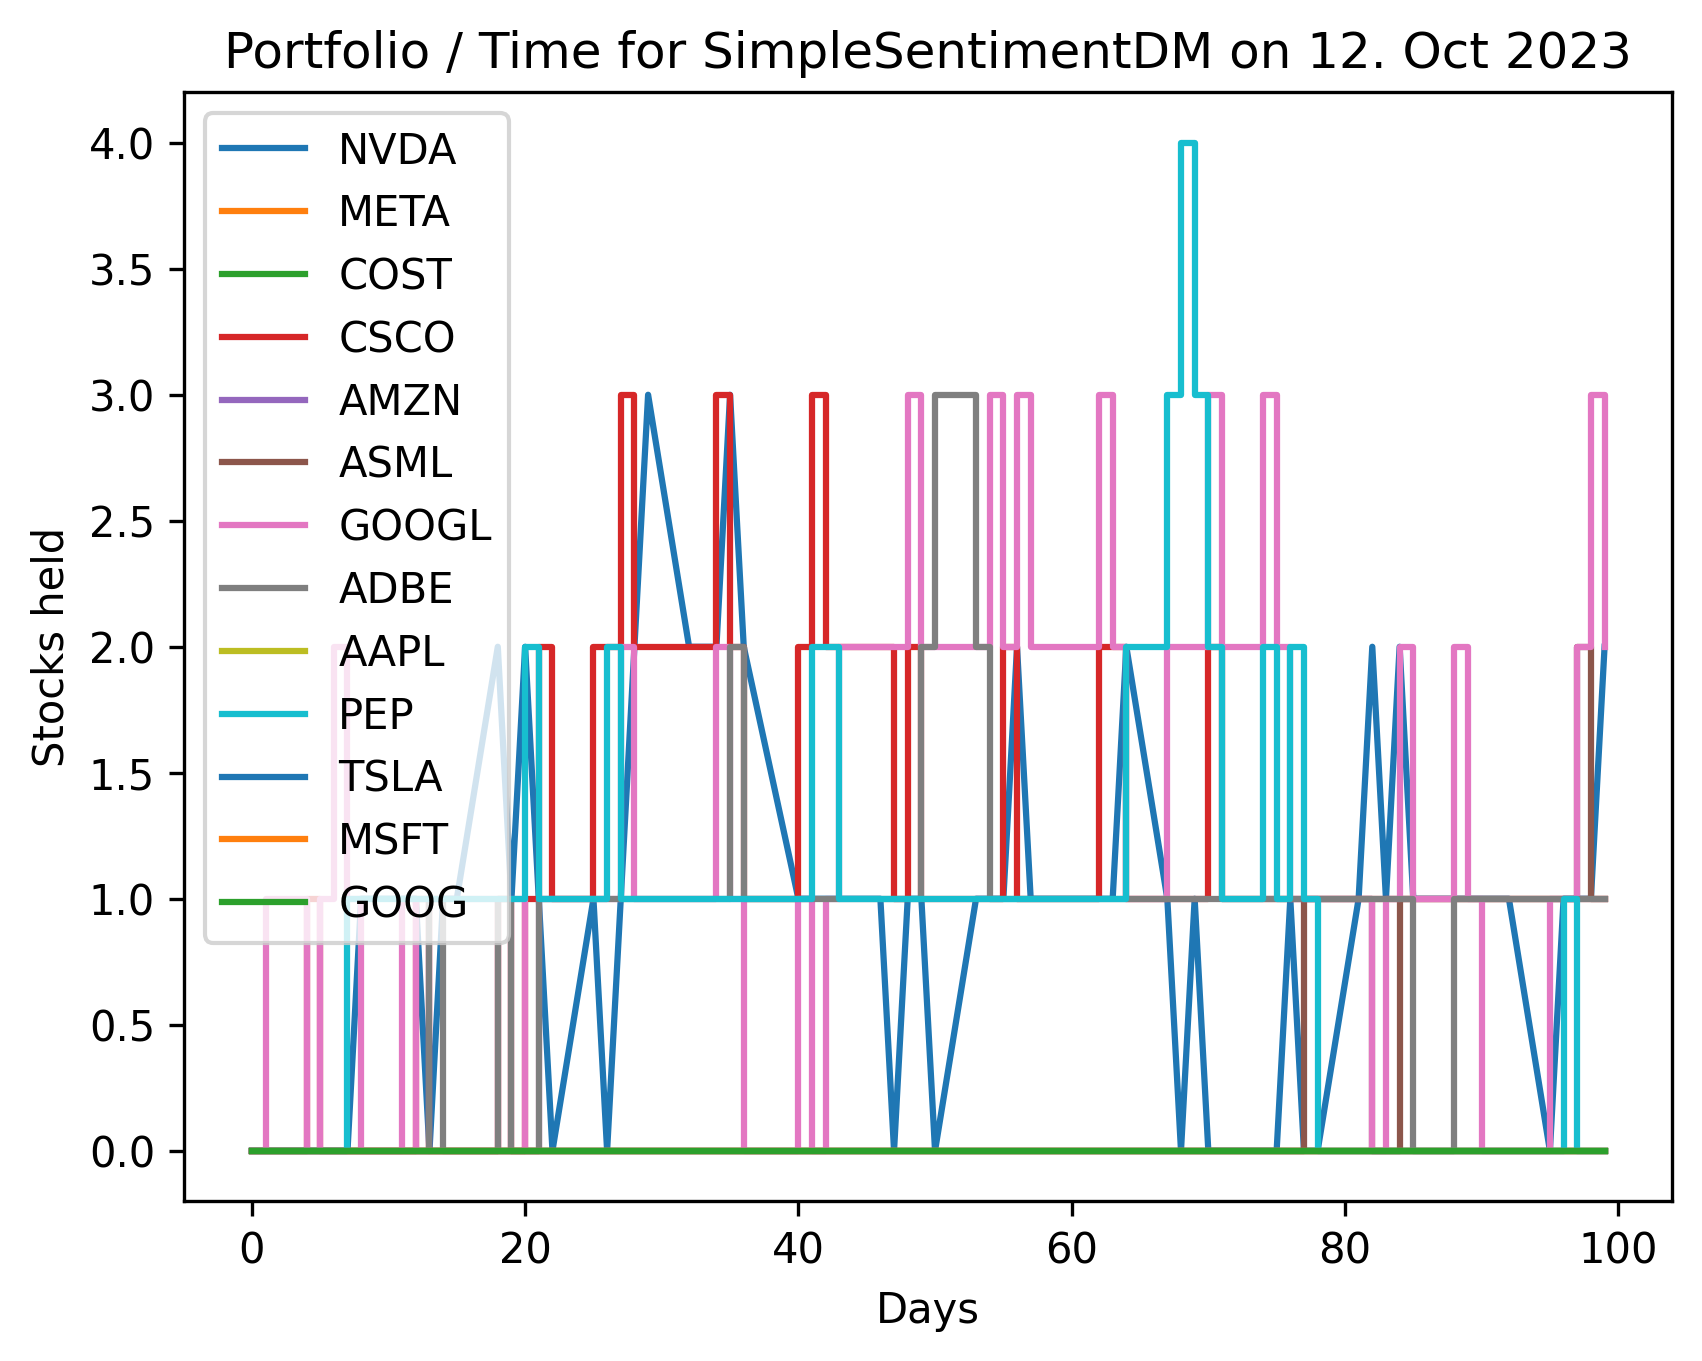 Portfolio / Time for SimpleSentimentDM on 12. Oct 2023
4.0
3.5
3.0
2.5
2.0
1.5
1.0
0.5
0.0
Stocks held
NVDA
META
COST
CSCO
AMZN
ASML
GOOGL
ADBE
AAPL
PEP
TSLA
MSFT
GOOG
0
20
40
60
80
100
Days